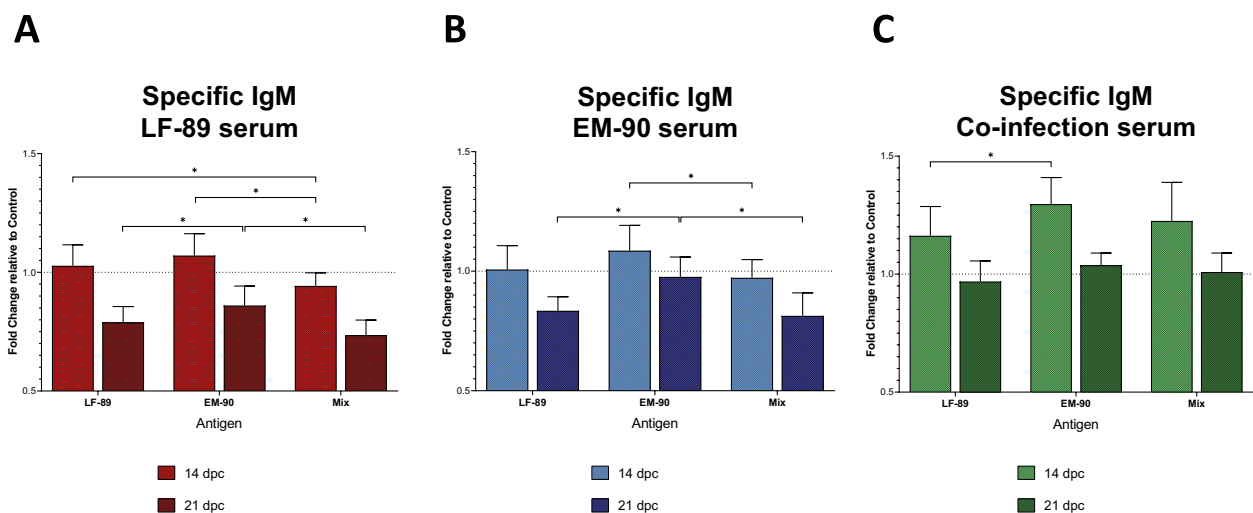 A
Specific IgM
LF-89 serum
Fold Change relative to Control
1.5
1.0
0.5
*
*
*
*
LF-89
EM-90
Mix
Antigen
14 dpc
21 dpc
B
Specific IgM
EM-90 serum
Fold Change relative to Control
1.5
1.0
0.5
*
*
*
LF-89
EM-90
Mix
Antigen
14 dpc
21 dpc
C
Specific IgM
Co-infection serum
Fold Change relative to Control
1.5
1.0
0.5
*
LF-89
EM-90
Mix
Antigen
14 dpc
21 dpc